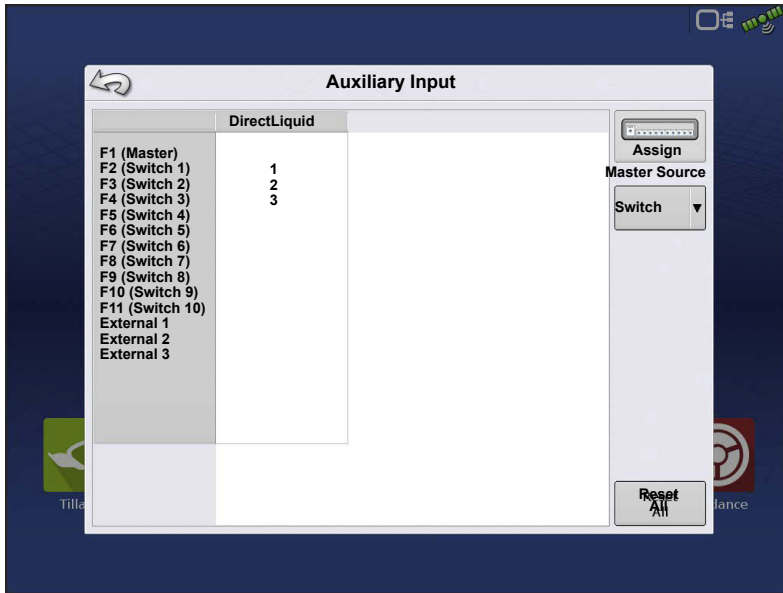 Auxiliary Input
DirectLiquid
F1 (Master)
F2 (Switch 1) 1
F3 (Switch 2) 2
F4 (Switch 3) 3
F5 (Switch 4)
F6 (Switch 5)
F7 (Switch 6)
F8 (Switch 7)
F9 (Switch 8)
F10 (Switch 9)
F11 (Switch 10)
External 1
External 2
External 3
Assign
Master Source
Switch
Reset
All
Tilla
dance